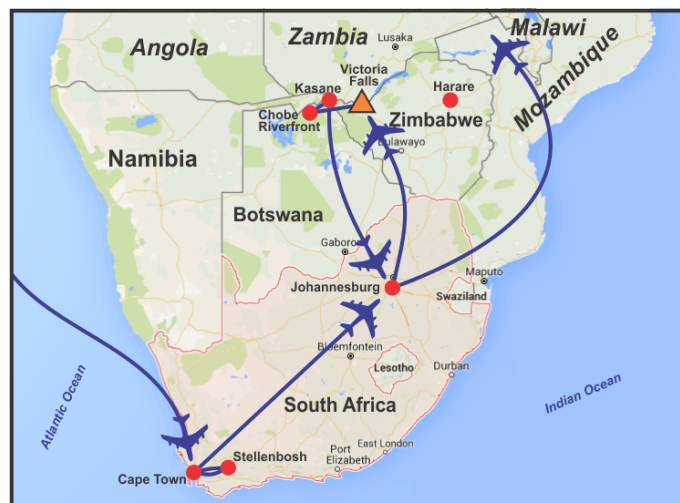 Angola
Zambia
Lusaka
Malawi
Mozambique
Kasane
Victoria
Falls
Harare
Chobe
Riverfront
Zimbabwe
Bulawayo
Namibia
Botswana
Gaboro
Johannesburg
Maputo
Swaziland
Bloemfontein
Lesotho
Durban
South Africa
Atlantic Ocean
Indian Ocean
Stellenbosh
Cape Town
Port
Elizabeth
East London